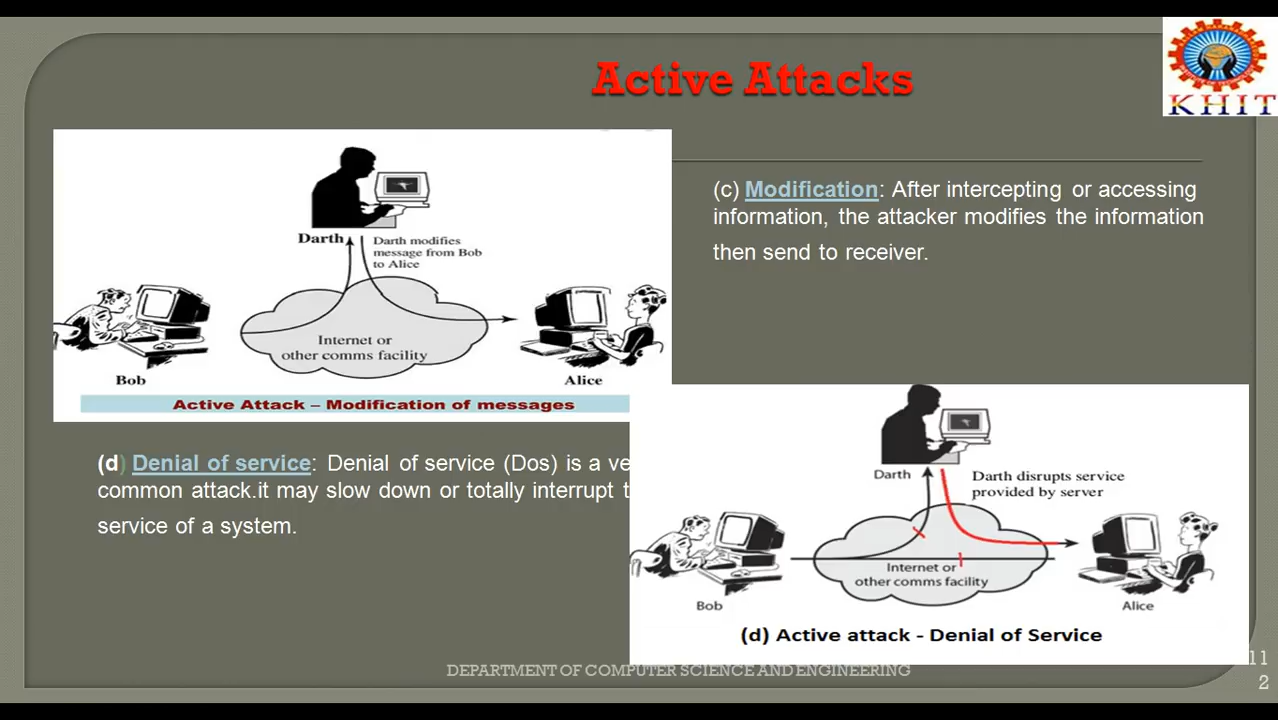 Active Attacks
KHIT
Darth
Darth modifies
message from Bob
to Alice
Internet or
other comms facility
Bob
Alice
Active Attack – Modification of messages
(c) Modification: After intercepting or accessing
information, the attacker modifies the information
then send to receiver.
(d) Denial of service: Denial of service (Dos) is a ve
common attack.it may slow down or totally interrupt t
service of a system.
Darth
Darth disrupts service
provided by server
Internet or
other comms facility
Bob
Alice
(d) Active attack - Denial of Service
DEPARTMENT OF COMPUTER SCIENCE AND ENGINEERING
11
2